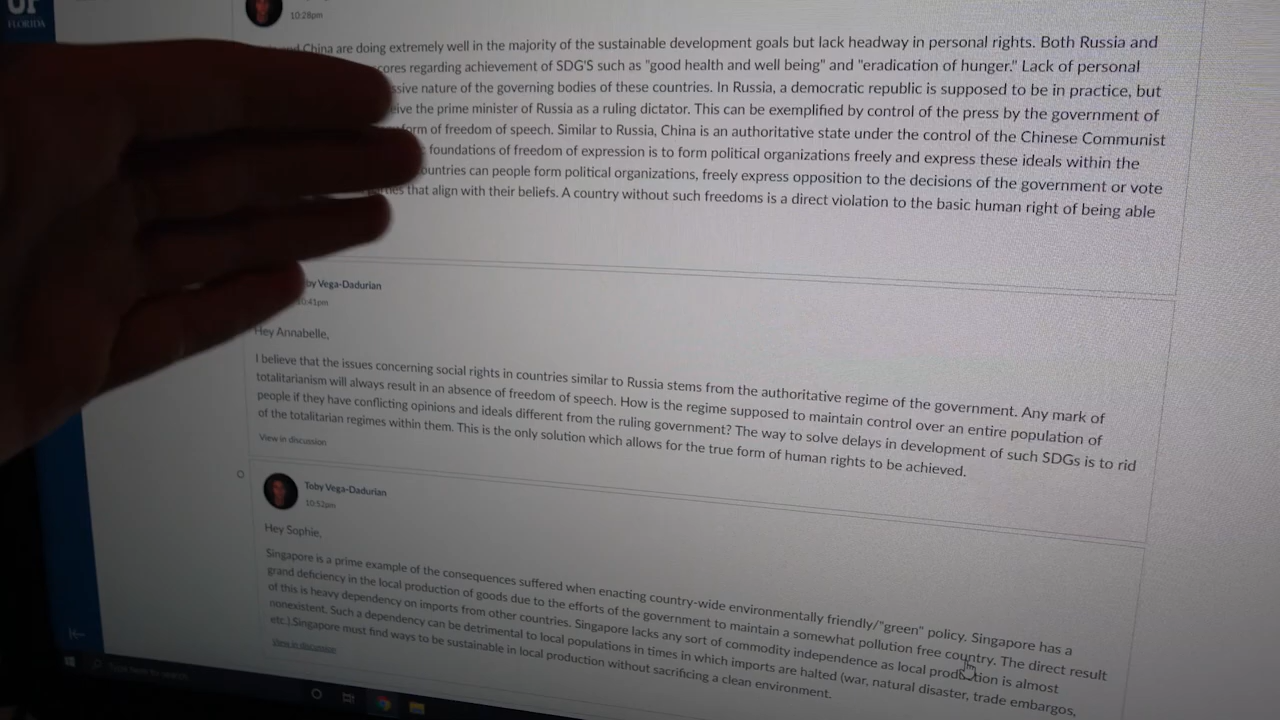 UF
FLORIDA
10:28pm
China are doing extremely well in the majority of the sustainable development goals but lack headway in personal rights. Both Russia and
cores regarding achievement of SDG'S such as "good health and well being" and "eradication of hunger." Lack of personal
ssive nature of the governing bodies of these countries. In Russia, a democratic republic is supposed to be in practice, but
ive the prime minister of Russia as a ruling dictator. This can be exemplified by control of the press by the government of
form of freedom of speech. Similar to Russia, China is an authoritative state under the control of the Chinese Communist
foundations of freedom of expression is to form political organizations freely and express these ideals within the
ountries can people form political organizations, freely express opposition to the decisions of the government or vote
that align with their beliefs. A country without such freedoms is a direct violation to the basic human right of being able
by Vega-Dadurian
10:41pm
Hey Annabelle,
I believe that the issues concerning social rights in countries similar to Russia stems from the authoritative regime of the government. Any mark of
totalitarianism will always result in an absence of freedom of speech. How is the regime supposed to maintain control over an entire population of
people if they have conflicting opinions and ideals different from the ruling government? The way to solve delays in development of such SDGs is to rid
of the totalitarian regimes within them. This is the only solution which allows for the true form of human rights to be achieved.
View in discussion
Toby Vega-Dadurian
10:52pm
Hey Sophie,
Singapore is a prime example of the consequences suffered when enacting country-wide environmentally friendly/"green" policy. Singapore has a
grand deficiency in the local production of goods due to the efforts of the government to maintain a somewhat pollution free country. The direct result
of this is heavy dependency on imports from other countries. Singapore lacks any sort of commodity independence as local production is almost
nonexistent. Such a dependency can be detrimental to local populations in times in which imports are halted (war, natural disaster, trade embargos,
etc.).Singapore must find ways to be sustainable in local production without sacrificing a clean environment.
View in discussion
Type here to search